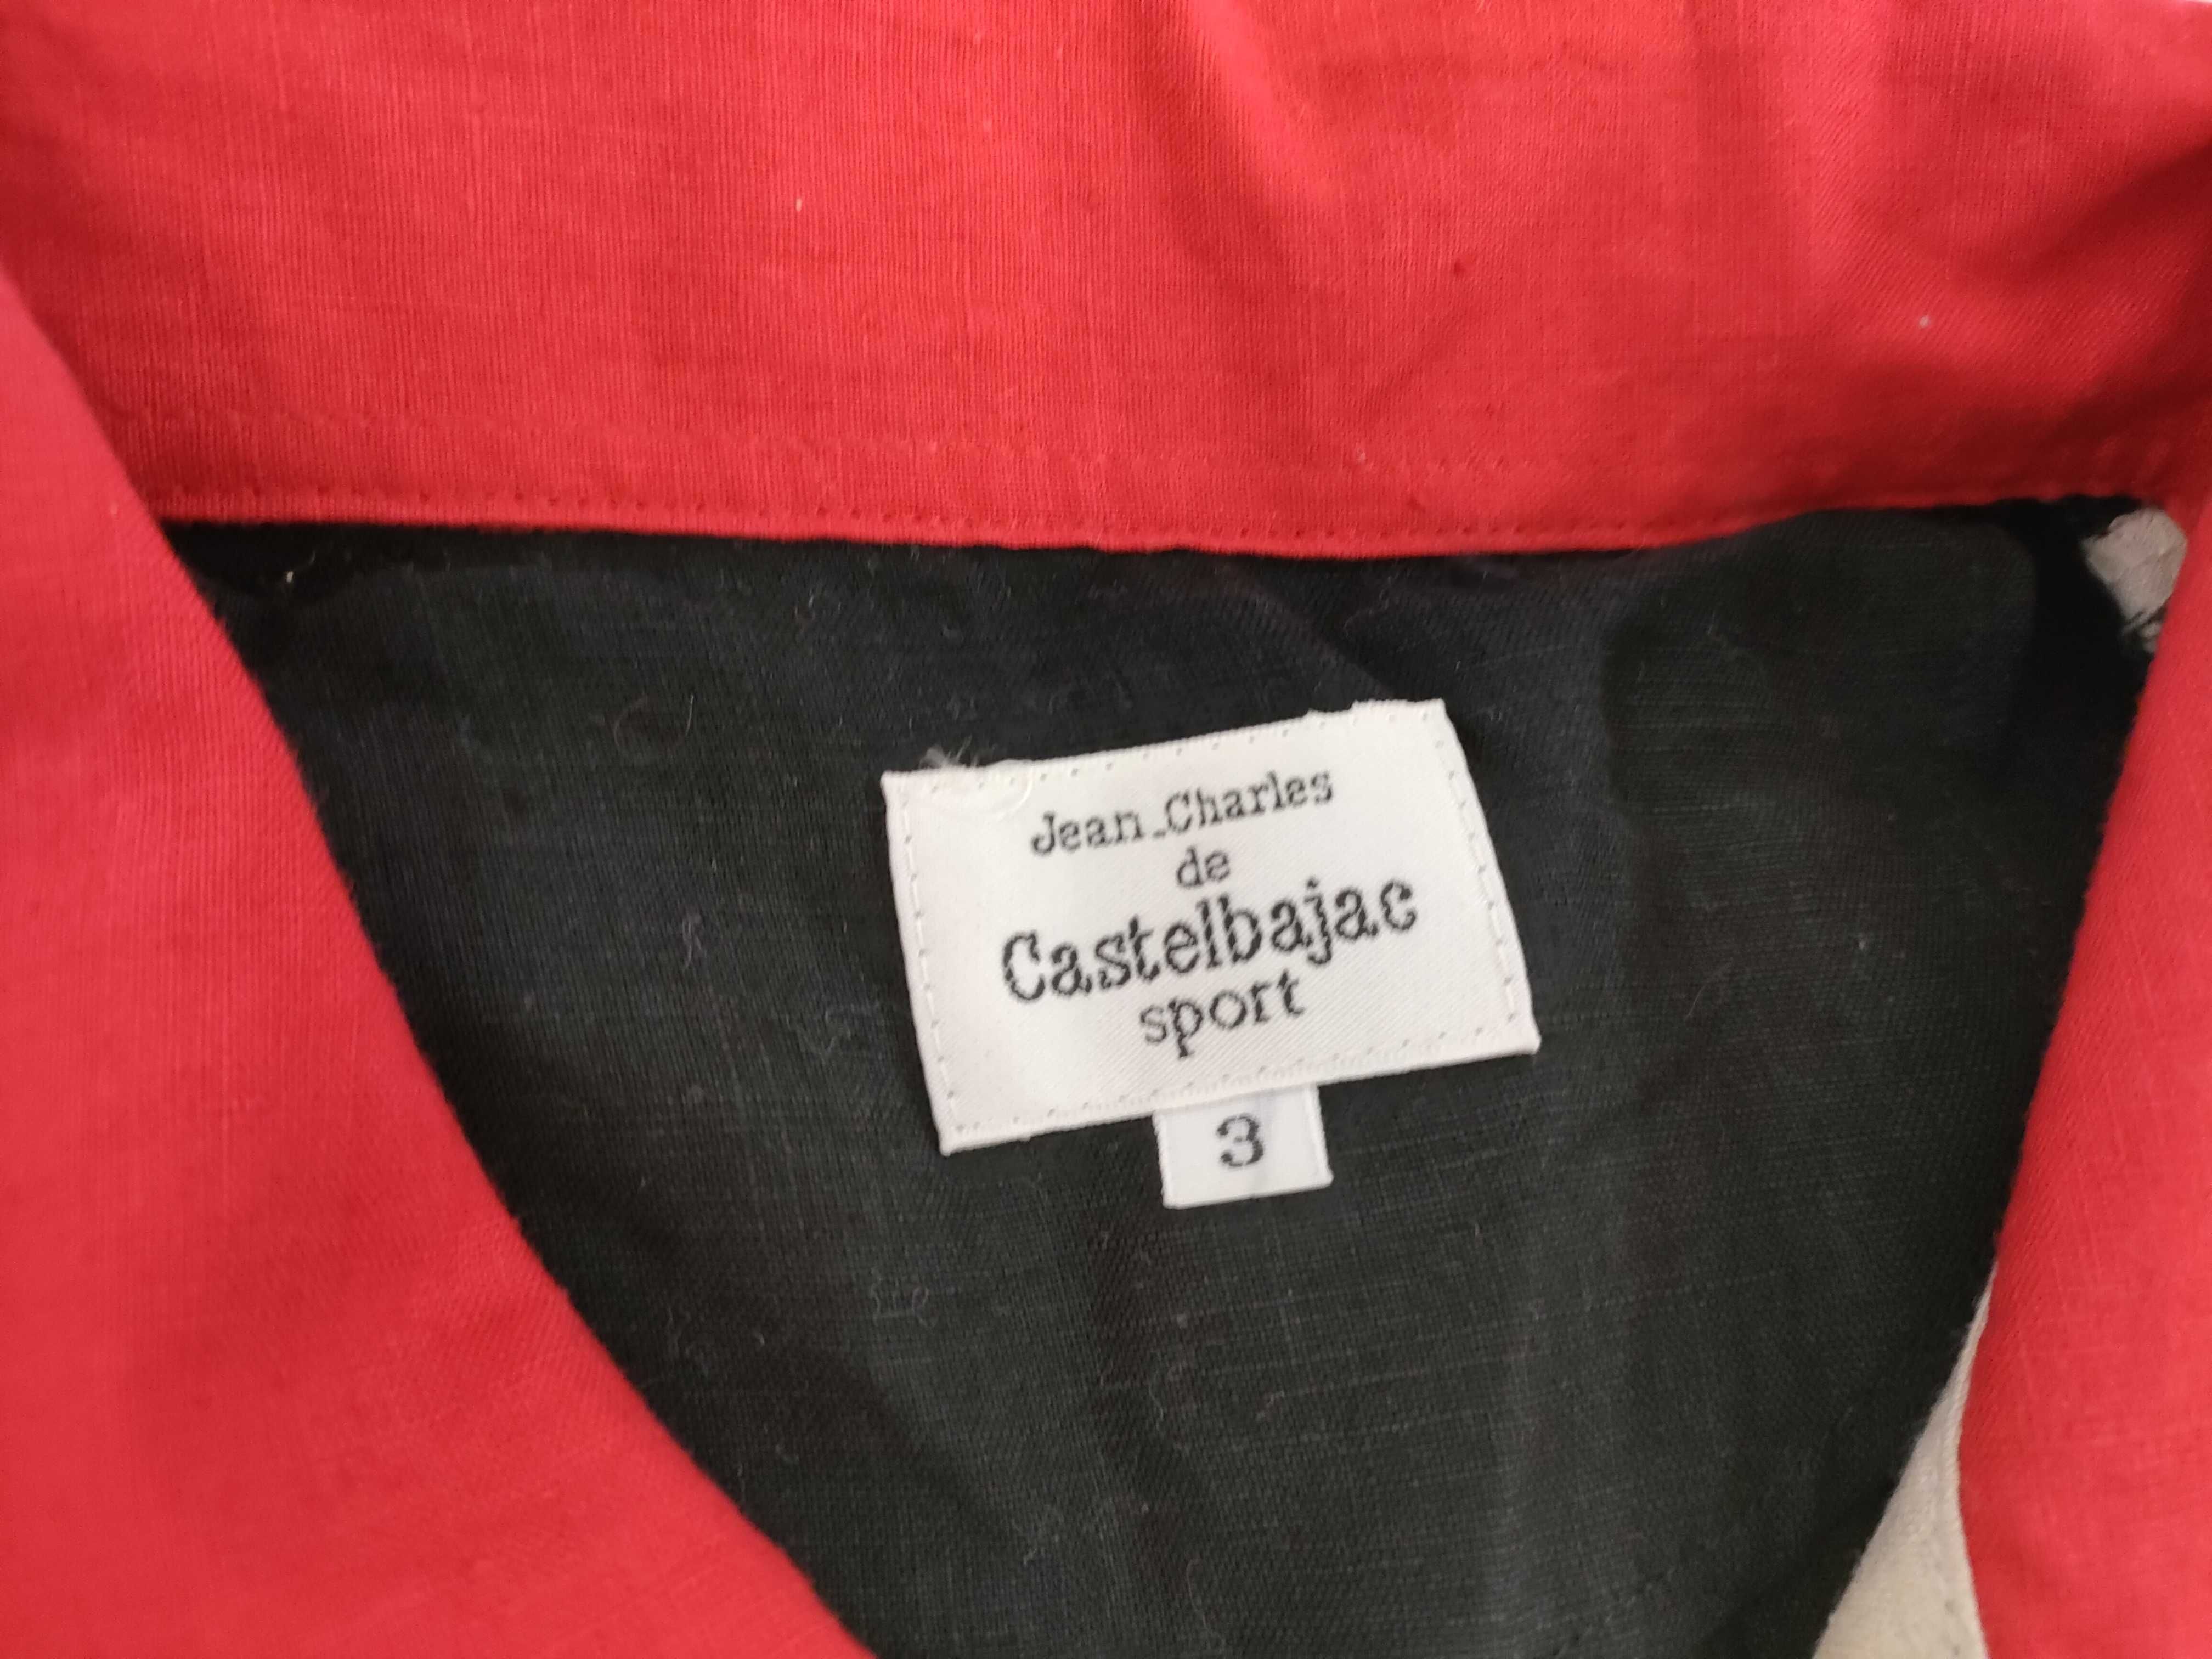 Jean_Charles
de
Castelbajac
sport
3